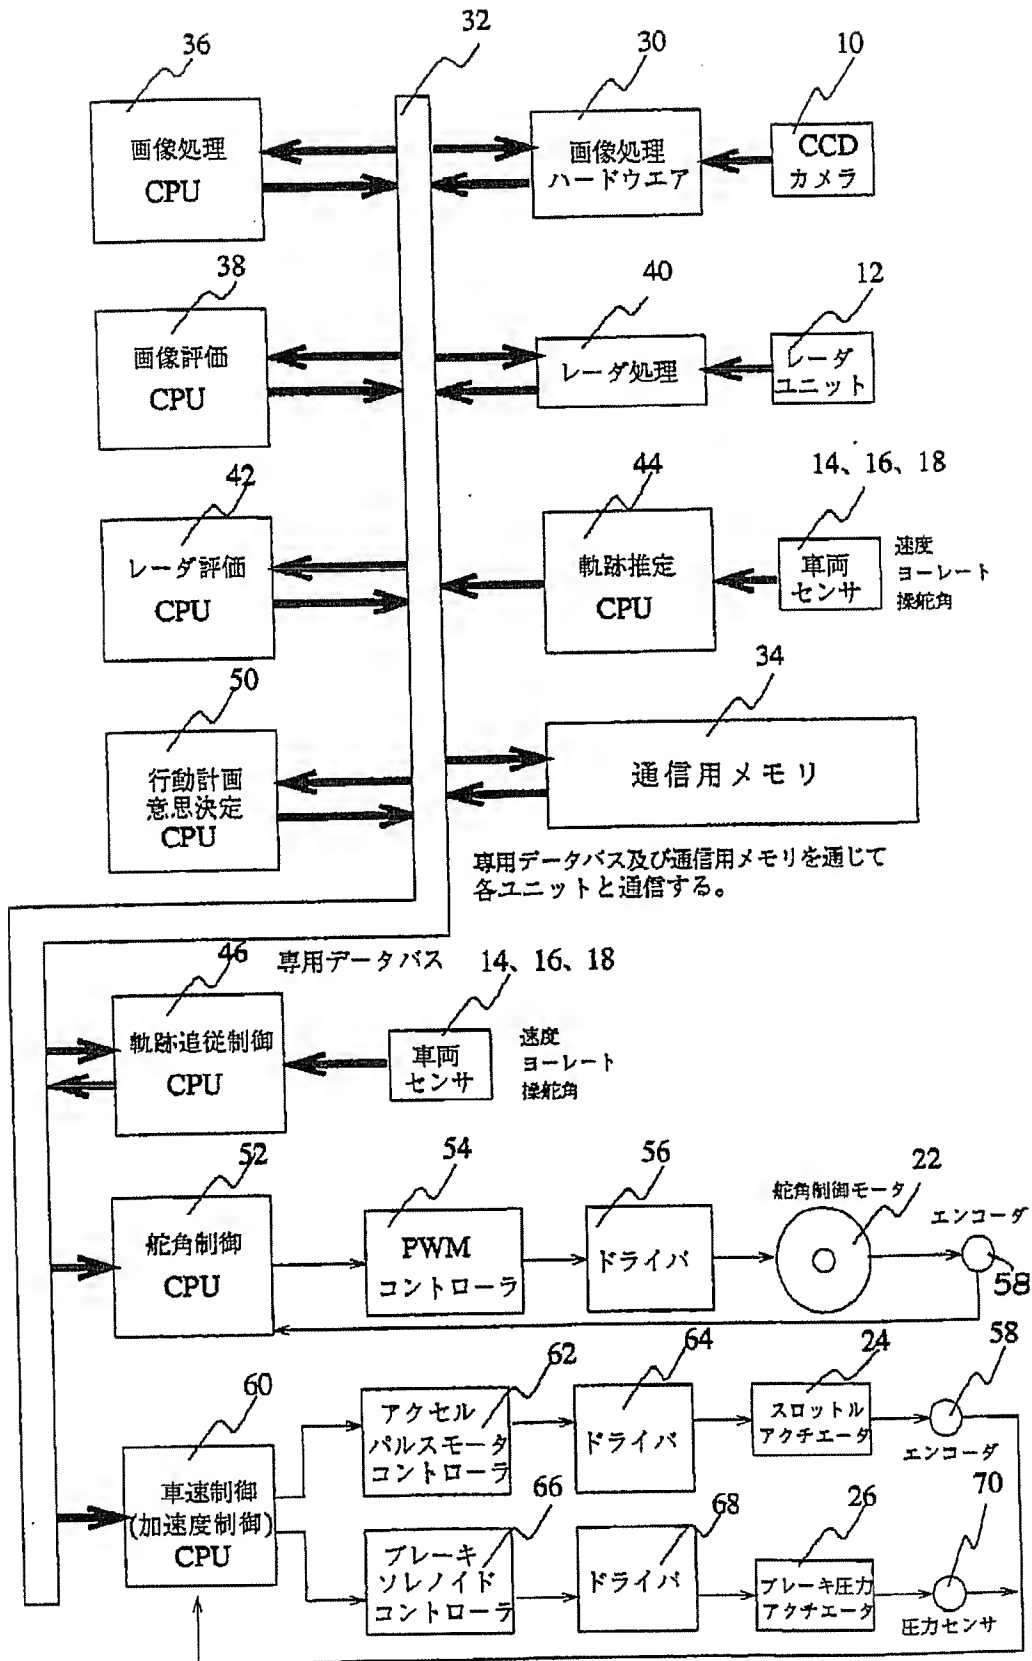 36
32
30
10
画像処理
CPU
画像処理
ハードウエア
CCD
カメラ
38
40
12
画像評価
CPU
レーダ処理
レーダ
ユニット
42
44
14、16、18
レーダ評価
CPU
軌跡推定
CPU
車両
センサ
速度
ヨーレート
操舵角
50
34
行動計画
意思決定
CPU
通信用メモリ
専用データバス及び通信用メモリを通じて
各ユニットと通信する。
46
専用データバス
14、16、18
軌跡追従制御
CPU
車両
センサ
速度
ヨーレート
操舵角
52
54
56
22
舵角制御
CPU
PWM
コントローラ
ドライバ
舵角制御モータ
エンコーダ
58
60
62
64
24
58
車速制御
(加速度制御)
CPU
アクセル
パルスモータ
コントローラ
ドライバ
スロットル
アクチエータ
エンコーダ
66
68
26
70
ブレーキ
ソレノイド
コントローラ
ドライバ
ブレーキ圧力
アクチエータ
圧力センサ